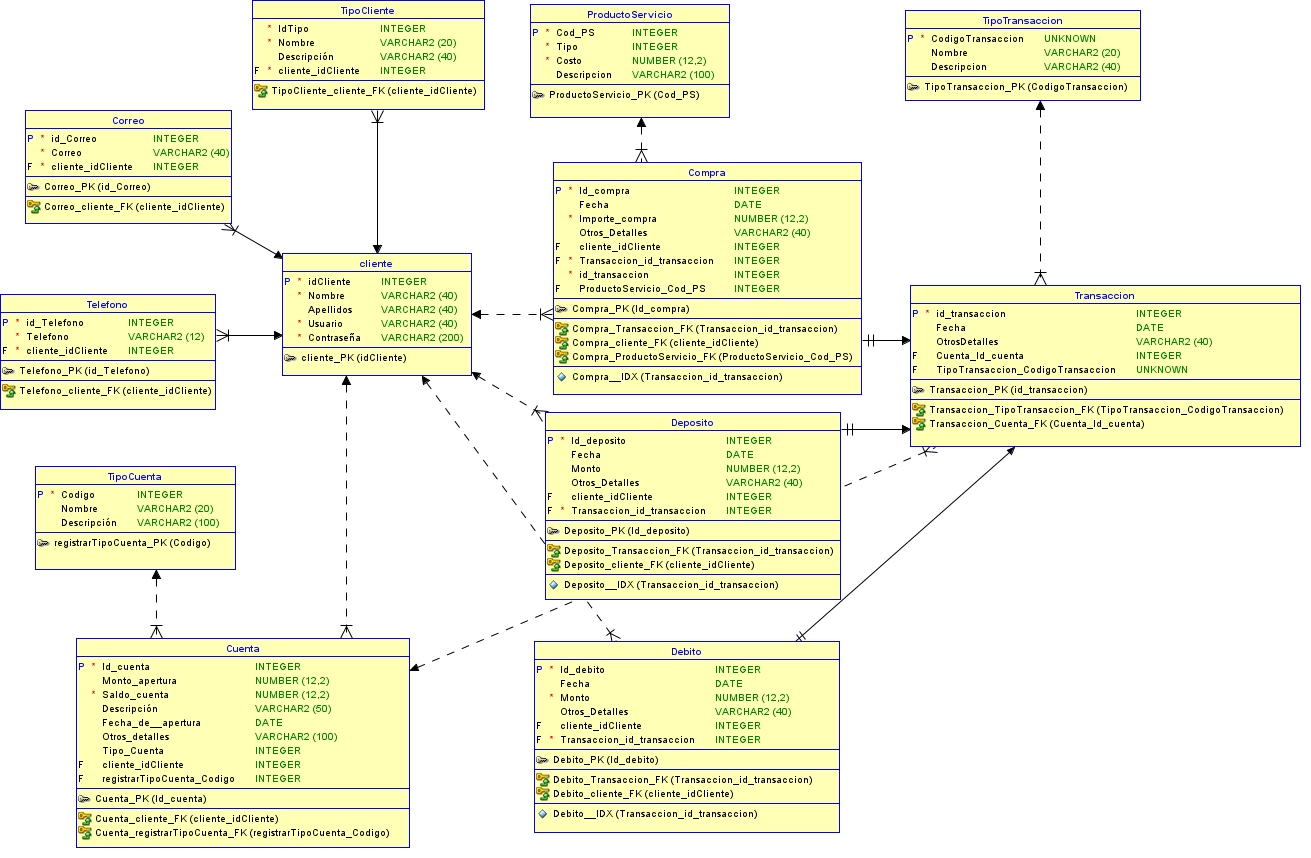 TipoCliente
* IdTipo INTEGER
* Nombre VARCHAR2 (20)
Descripción VARCHAR2 (40)
F * cliente_idCliente INTEGER
TipoCliente_cliente_FK (cliente_idCliente)
ProductoServicio
P * Cod_PS INTEGER
* Tipo INTEGER
* Costo NUMBER (12,2)
Descripcion VARCHAR2 (100)
ProductoServicio_PK (Cod_PS)
TipoTransaccion
P * CodigoTransaccion UNKNOWN
Nombre VARCHAR2 (20)
Descripcion VARCHAR2 (40)
TipoTransaccion_PK (CodigoTransaccion)
Correo
P * id_Correo INTEGER
* Correo VARCHAR2 (40)
F * cliente_idCliente INTEGER
Correo_PK (id_Correo)
Correo_cliente_FK (cliente_idCliente)
Compra
P * Id_compra INTEGER
Fecha DATE
* Importe_compra NUMBER (12,2)
Otros_Detalles VARCHAR2 (40)
F cliente_idCliente INTEGER
F * Transaccion_id_transaccion INTEGER
* id_transaccion INTEGER
F ProductoServicio_Cod_PS INTEGER
Compra_PK (Id_compra)
Compra_Transaccion_FK (Transaccion_id_transaccion)
Compra_cliente_FK (cliente_idCliente)
Compra_ProductoServicio_FK (ProductoServicio_Cod_PS)
Compra__IDX (Transaccion_id_transaccion)
cliente
P * idCliente INTEGER
* Nombre VARCHAR2 (40)
Apellidos VARCHAR2 (40)
* Usuario VARCHAR2 (40)
* Contraseña VARCHAR2 (200)
cliente_PK (idCliente)
Telefono
P * id_Telefono INTEGER
* Telefono VARCHAR2 (12)
F * cliente_idCliente INTEGER
Telefono_PK (id_Telefono)
Telefono_cliente_FK (cliente_idCliente)
Transaccion
P * id_transaccion INTEGER
Fecha DATE
OtrosDetalles VARCHAR2 (40)
F Cuenta_Id_cuenta INTEGER
F TipoTransaccion_CodigoTransaccion UNKNOWN
Transaccion_PK (id_transaccion)
Transaccion_TipoTransaccion_FK (TipoTransaccion_CodigoTransaccion)
Transaccion_Cuenta_FK (Cuenta_Id_cuenta)
Deposito
P * Id_deposito INTEGER
Fecha DATE
Monto NUMBER (12,2)
Otros_Detalles VARCHAR2 (40)
F cliente_idCliente INTEGER
F * Transaccion_id_transaccion INTEGER
Deposito_PK (Id_deposito)
Deposito_Transaccion_FK (Transaccion_id_transaccion)
Deposito_cliente_FK (cliente_idCliente)
Deposito__IDX (Transaccion_id_transaccion)
TipoCuenta
P * Codigo INTEGER
Nombre VARCHAR2 (20)
Descripción VARCHAR2 (100)
registrarTipoCuenta_PK (Codigo)
Cuenta
P * Id_cuenta INTEGER
Monto_apertura NUMBER (12,2)
* Saldo_cuenta NUMBER (12,2)
Descripción VARCHAR2 (50)
Fecha_de__apertura DATE
Otros_detalles VARCHAR2 (100)
Tipo_Cuenta INTEGER
F cliente_idCliente INTEGER
F registrarTipoCuenta_Codigo INTEGER
Cuenta_PK (Id_cuenta)
Cuenta_cliente_FK (cliente_idCliente)
Cuenta_registrarTipoCuenta_FK (registrarTipoCuenta_Codigo)
Debito
P * Id_debito INTEGER
Fecha DATE
* Monto NUMBER (12,2)
Otros_Detalles VARCHAR2 (40)
F cliente_idCliente INTEGER
F * Transaccion_id_transaccion INTEGER
Debito_PK (Id_debito)
Debito_Transaccion_FK (Transaccion_id_transaccion)
Debito_cliente_FK (cliente_idCliente)
Debito__IDX (Transaccion_id_transaccion)